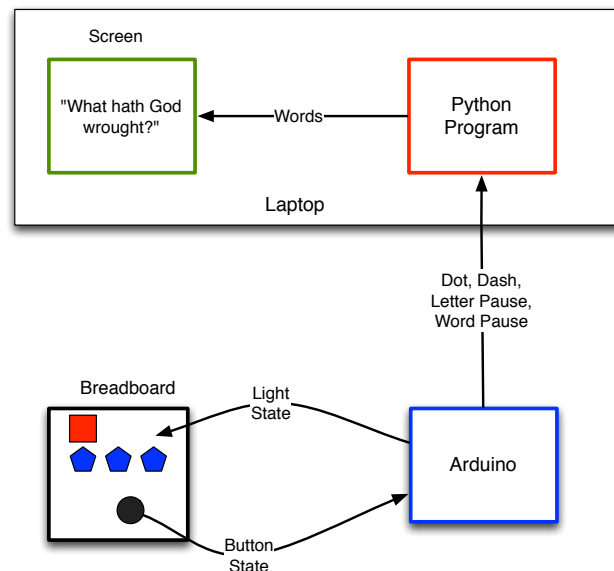 Screen
"What hath God
wrought?"
Words
Python
Program
Laptop
Dot, Dash,
Letter Pause,
Word Pause
Breadboard
Light
State
Arduino
Button
State